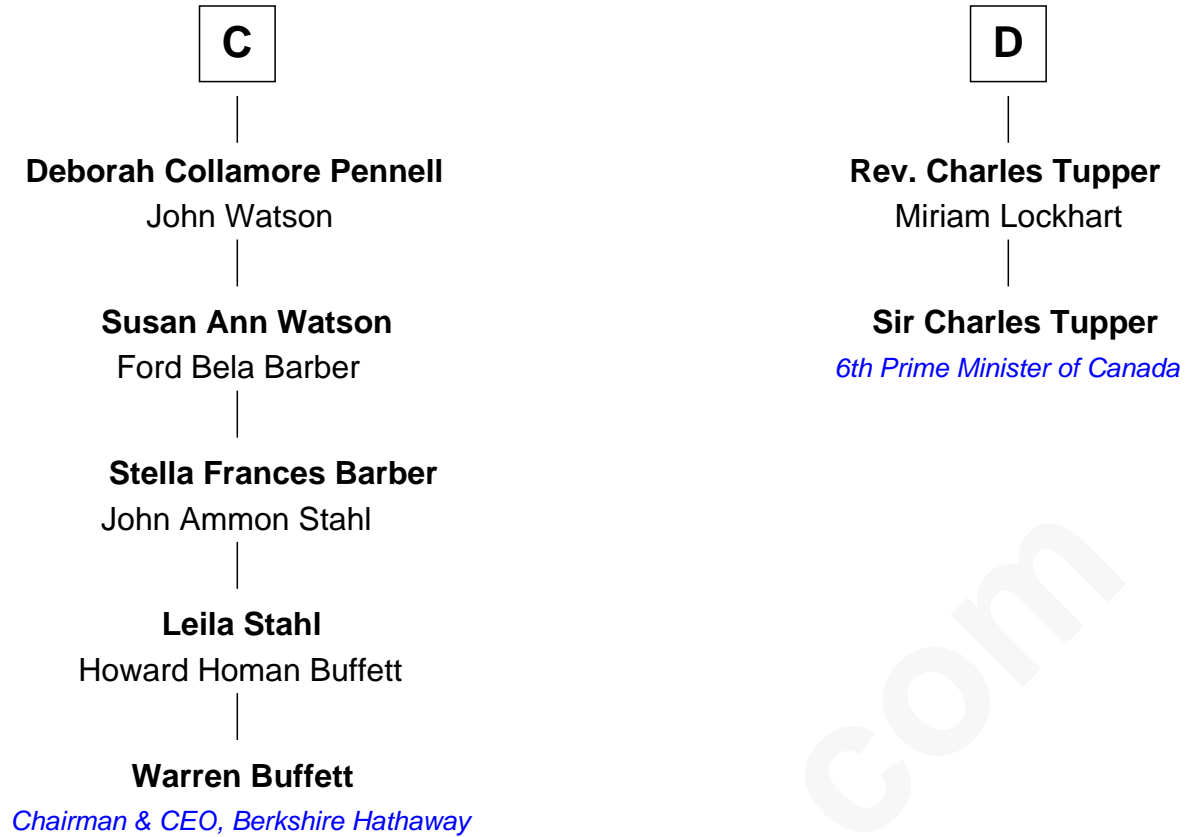 C
Deborah Collamore Pennell
John Watson
Susan Ann Watson
Ford Bela Barber
Stella Frances Barber
John Ammon Stahl
Leila Stahl
Howard Homan Buffett
Warren Buffett
Chairman & CEO, Berkshire Hathaway
D
Rev. Charles Tupper
Miriam Lockhart
Sir Charles Tupper
6th Prime Minister of Canada
com